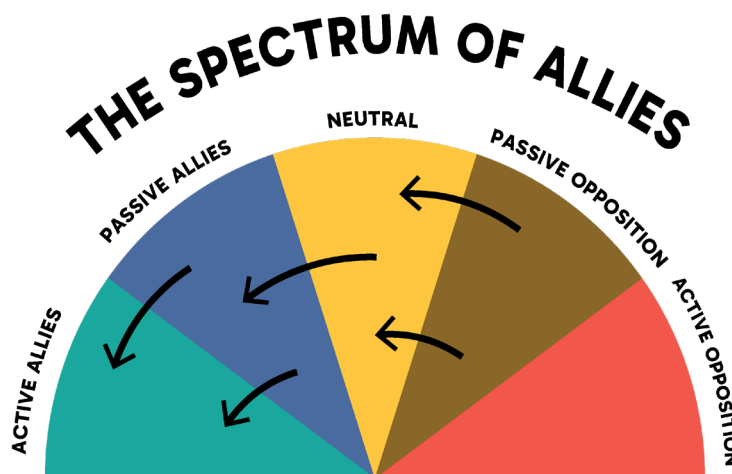 THE SPECTRUM OF ALLIES
ACTIVE ALLIES
PASSIVE ALLIES
NEUTRAL
PASSIVE OPPOSITION
ACTIVE OPPOSITION